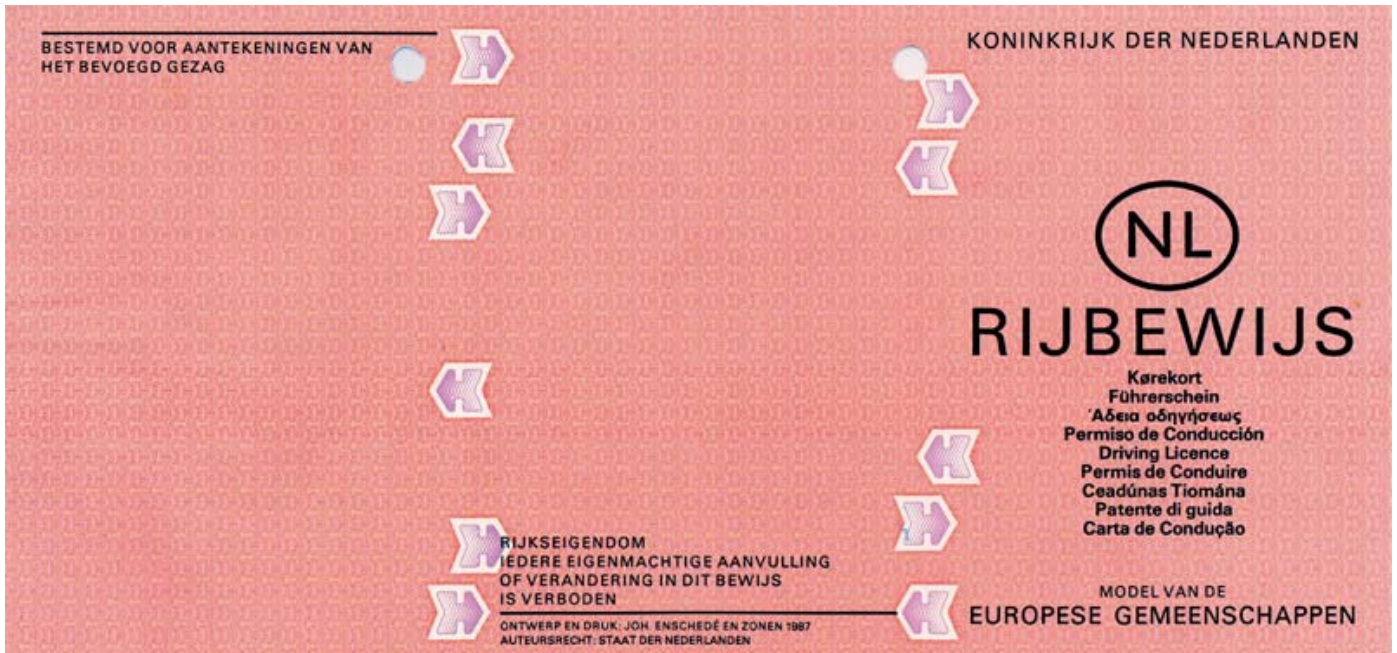 BESTEMD VOOR AANTEKENINGEN VAN
HET BEVOEGD GEZAG
RIJKSEIGENDOM
IEDERE EIGENMACHTIGE AANVULLING
OF VERANDERING IN DIT BEWIJS
IS VERBODEN
ONTWERP EN DRUK: JOH. ENSCHEDÉ EN ZONEN 1987
AUTEURSRECHT: STAAT DER NEDERLANDEN
KONINKRIJK DER NEDERLANDEN
NL
RIJBEWIJS
Kørekort
Führerschein
Άδεια οδηγήσεως
Permiso de Conducción
Driving Licence
Permis de Conduire
Ceadúnas Tiomána
Patente di guida
Carta de Condução
MODEL VAN DE
EUROPESE GEMEENSCHAPPEN